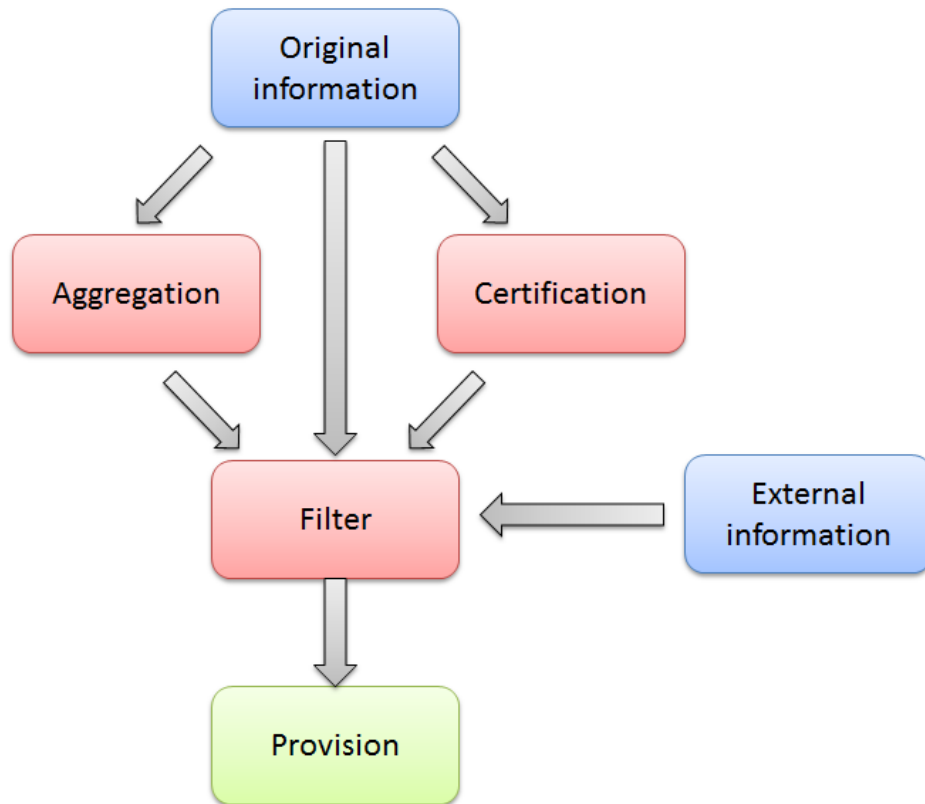 Original
information
Aggregation
Certification
Filter
External
information
Provision